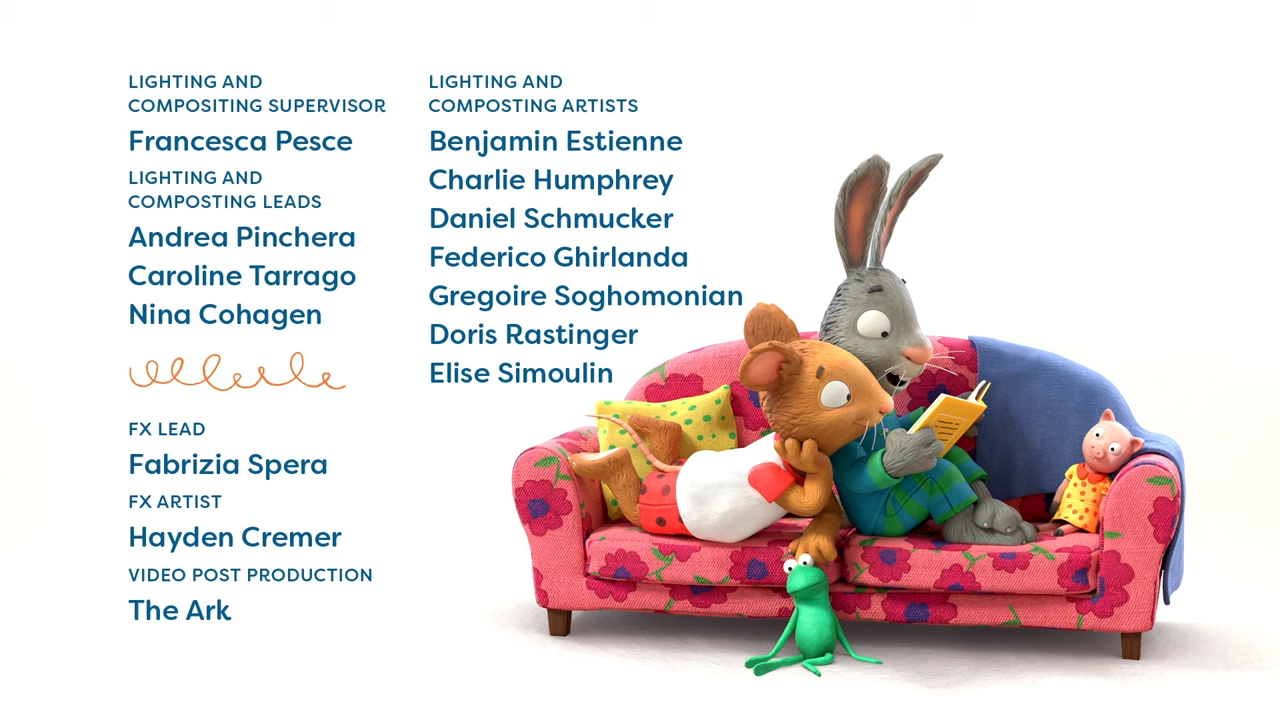 LIGHTING AND
COMPOSITING SUPERVISOR
Francesca Pesce
LIGHTING AND
COMPOSTING LEADS
Andrea Pinchera
Caroline Tarrago
Nina Cohagen
FX LEAD
Fabrizia Spera
FX ARTIST
Hayden Cremer
VIDEO POST PRODUCTION
The Ark
LIGHTING AND
COMPOSTING ARTISTS
Benjamin Estienne
Charlie Humphrey
Daniel Schmucker
Federico Ghirlanda
Gregoire Soghomonian
Doris Rastinger
Elise Simoulin